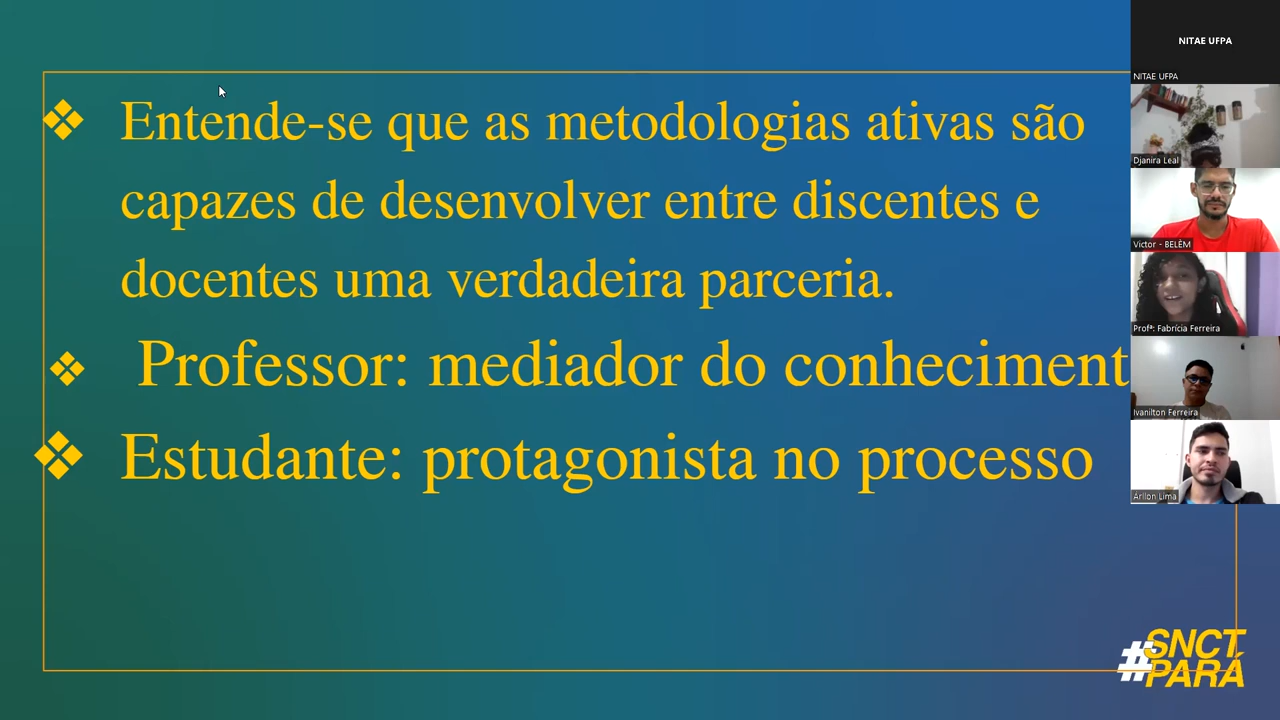 Entende-se que as metodologias ativas são
capazes de desenvolver entre discentes e
docentes uma verdadeira parceria.
Professor: mediador do conheciment
Estudante: protagonista no processo
NITAE UFPA
NITAE UFPA
Djanira Leal
Victor - BELÉM
Profª: Fabrícia Ferreira
Ivanilton Ferreira
Árllon Lima
#SNCT
PARÁ